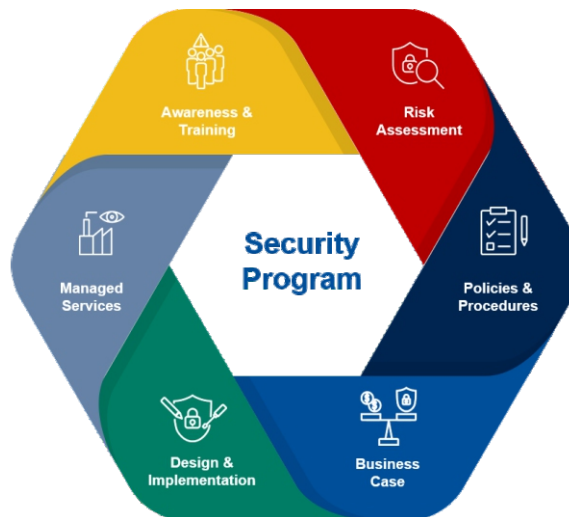 Awareness &
Training
Risk
Assessment
Security
Program
Managed
Services
Policies &
Procedures
Design &
Implementation
Business
Case